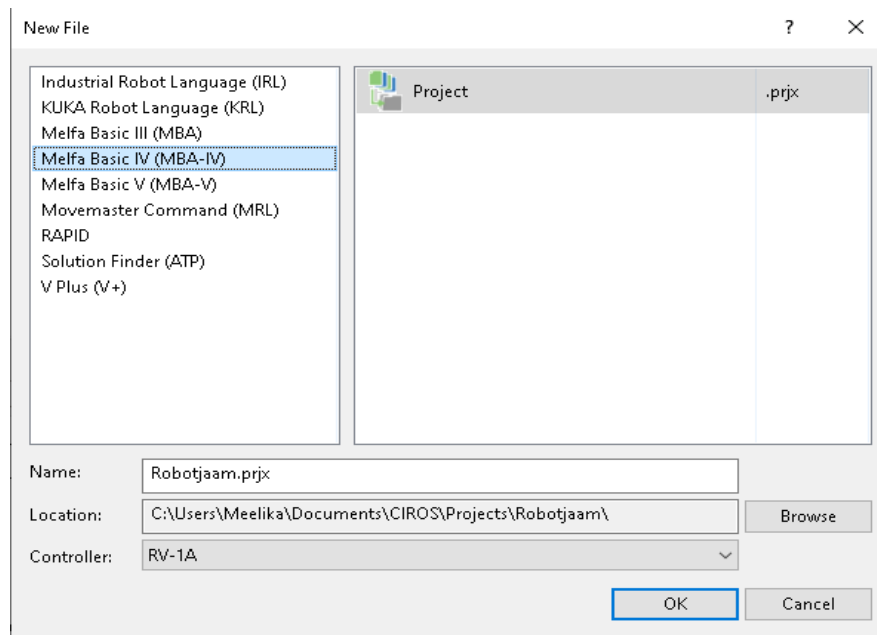 New File
?
Industrial Robot Language (IRL)
KUKA Robot Language (KRL)
Melfa Basic III (MBA)
Melfa Basic IV (MBA-IV)
Melfa Basic V (MBA-V)
Movemaster Command (MRL)
RAPID
Solution Finder (ATP)
V Plus (V+)
Project .prjx
Name: Robotjaam.prjx
Location: C:\Users\Meelika\Documents\CIROS\Projects\Robotjaam\ Browse
Controller: RV-1A
OK Cancel